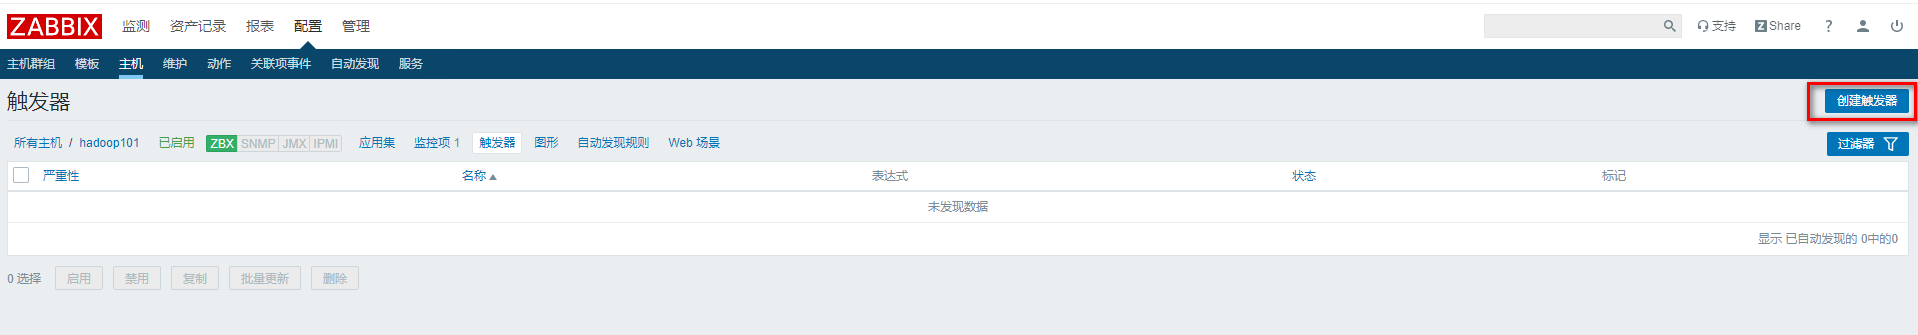 ZABBIX 监测 资产记录 报表 配置 管理 支持 Z Share ?
主机群组 模板 主机 维护 动作 关联项事件 自动发现 服务
触发器 创建触发器
所有主机 / hadoop101 已启用 ZBX SNMP JMX IPMI 应用集 监控项 1 触发器 图形 自动发现规则 Web 场景 过滤器
严重性 名称 表达式 状态 标记
未发现数据
显示 已自动发现的 0中的0
0 选择 启用 禁用 复制 批量更新 删除